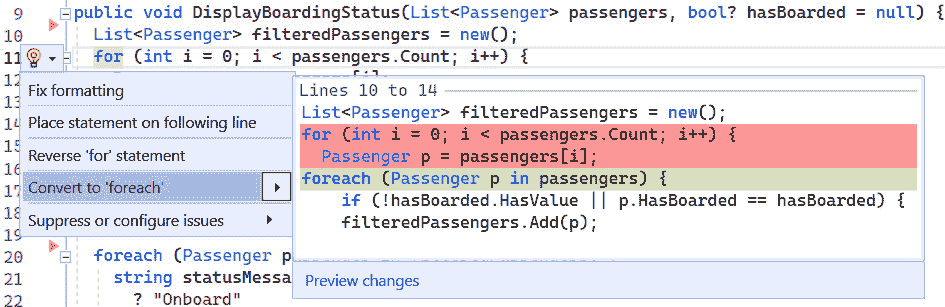 9 public void DisplayBoardingStatus(List<Passenger> passengers, bool? hasBoarded = null) {
10 List<Passenger> filteredPassengers = new();
11 for (int i = 0; i < passengers.Count; i++) {
12
13
14
15
16
17
18
19
20 foreach (Passenger p
21 string statusMessa
22 ? "Onboard"
Fix formatting
Place statement on following line
Reverse 'for' statement
Convert to 'foreach'
Suppress or configure issues
Lines 10 to 14
List<Passenger> filteredPassengers = new();
for (int i = 0; i < passengers.Count; i++) {
Passenger p = passengers[i];
foreach (Passenger p in passengers) {
if (!hasBoarded.HasValue || p.HasBoarded == hasBoarded) {
filteredPassengers.Add(p);
Preview changes